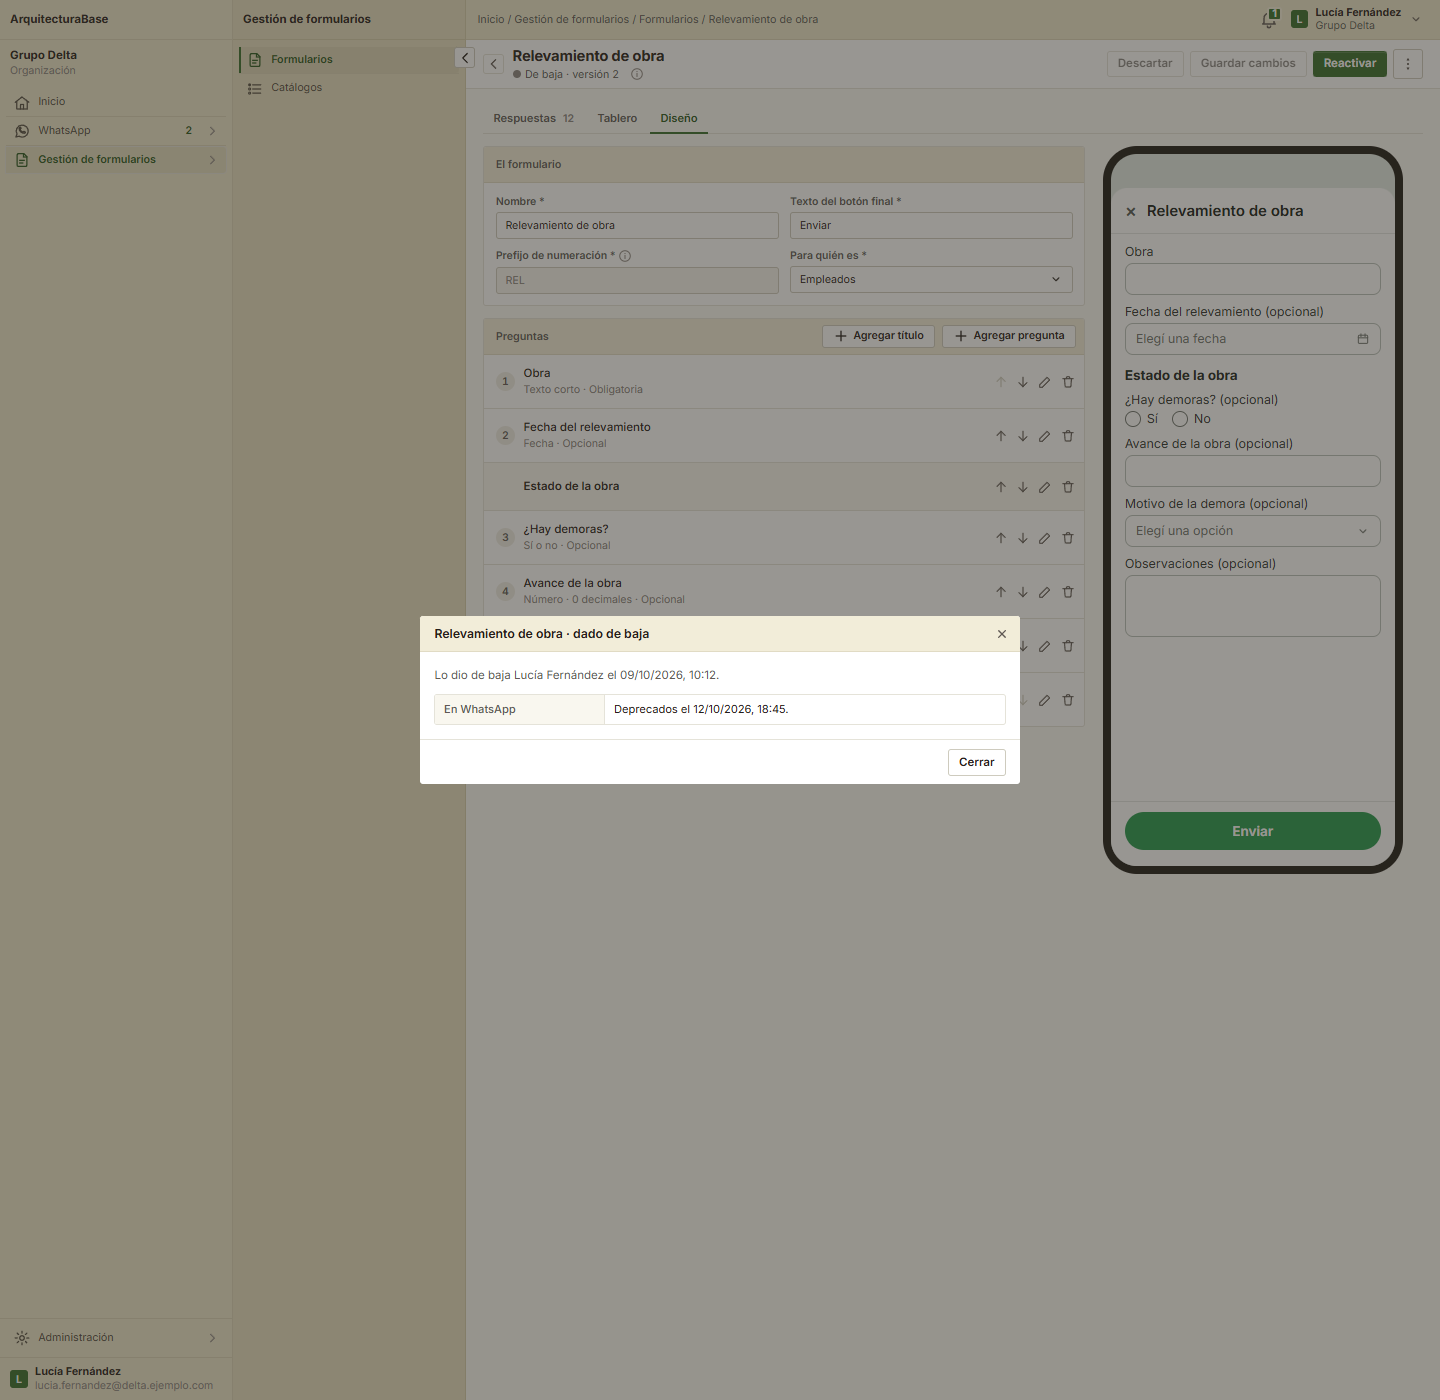 ArquitecturaBase
Gestión de formularios
Inicio / Gestión de formularios / Formularios / Relevamiento de obra
1
L
Lucía Fernández
Grupo Delta
Grupo Delta
Organización
Inicio
WhatsApp 2
Gestión de formularios
Formularios
Catálogos
Relevamiento de obra
De baja · versión 2
Descartar
Guardar cambios
Reactivar
Respuestas 12
Tablero
Diseño
El formulario
Nombre *
Texto del botón final *
Relevamiento de obra
Enviar
Prefijo de numeración *
Para quién es *
REL
Empleados
Preguntas
Agregar título
Agregar pregunta
1
Obra
Texto corto · Obligatoria
2
Fecha del relevamiento
Fecha · Opcional
Estado de la obra
3
¿Hay demoras?
Sí o no · Opcional
4
Avance de la obra
Número · 0 decimales · Opcional
Relevamiento de obra · dado de baja
Lo dio de baja Lucía Fernández el 09/10/2026, 10:12.
En WhatsApp
Deprecados el 12/10/2026, 18:45.
Cerrar
Relevamiento de obra
Obra
Fecha del relevamiento (opcional)
Elegí una fecha
Estado de la obra
¿Hay demoras? (opcional)
Sí
No
Avance de la obra (opcional)
Motivo de la demora (opcional)
Elegí una opción
Observaciones (opcional)
Enviar
Administración
L
Lucía Fernández
lucia.fernandez@delta.ejemplo.com